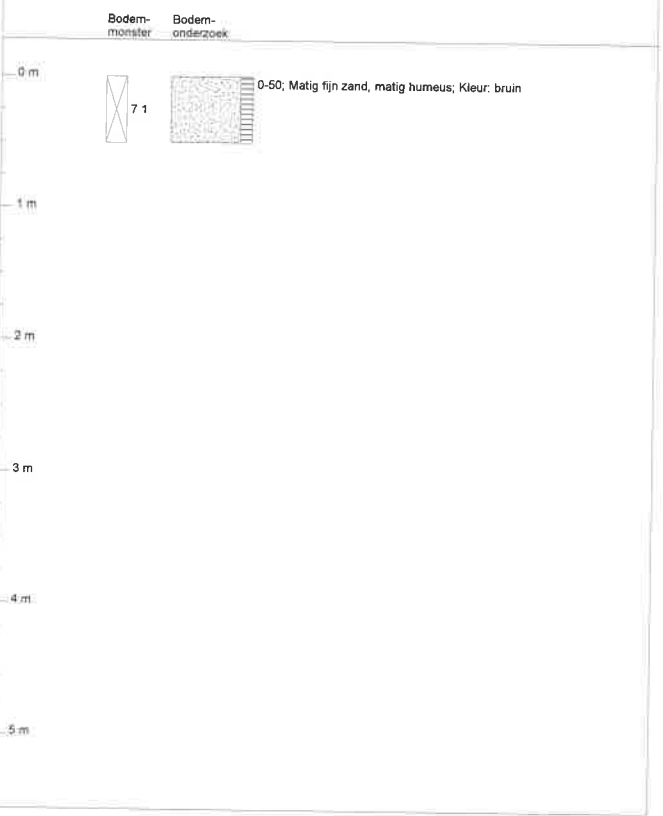 Bodem- Bodem-
monster onderzoek
0 m
7 1 0-50; Matig fijn zand, matig humeus; Kleur: bruin
1 m
2 m
3 m
4 m
5 m